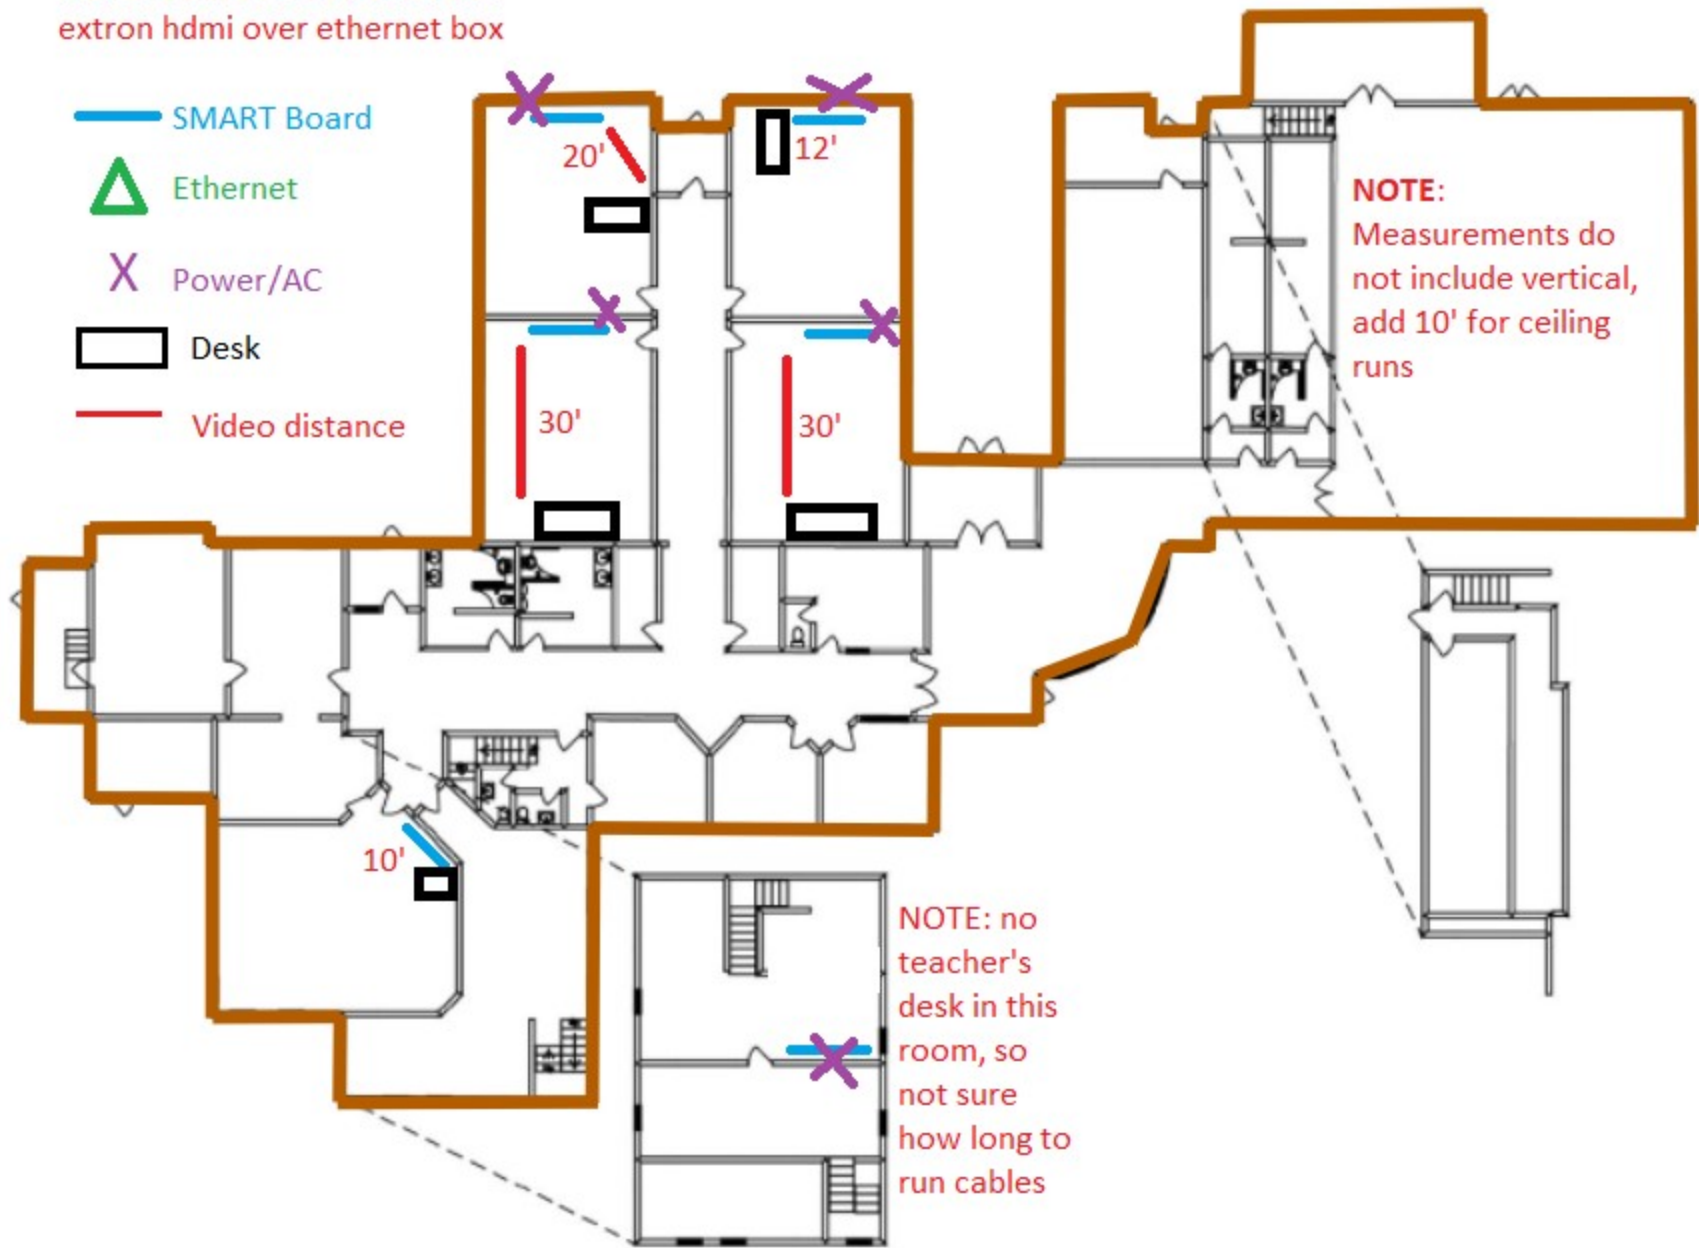 extron hdmi over ethernet box
SMART Board
Ethernet
X Power/AC
Desk
Video distance
20'
12'
30'
30'
NOTE:
Measurements do
not include vertical,
add 10' for ceiling
runs
10'
NOTE: no
teacher's
desk in this
room, so
not sure
how long to
run cables